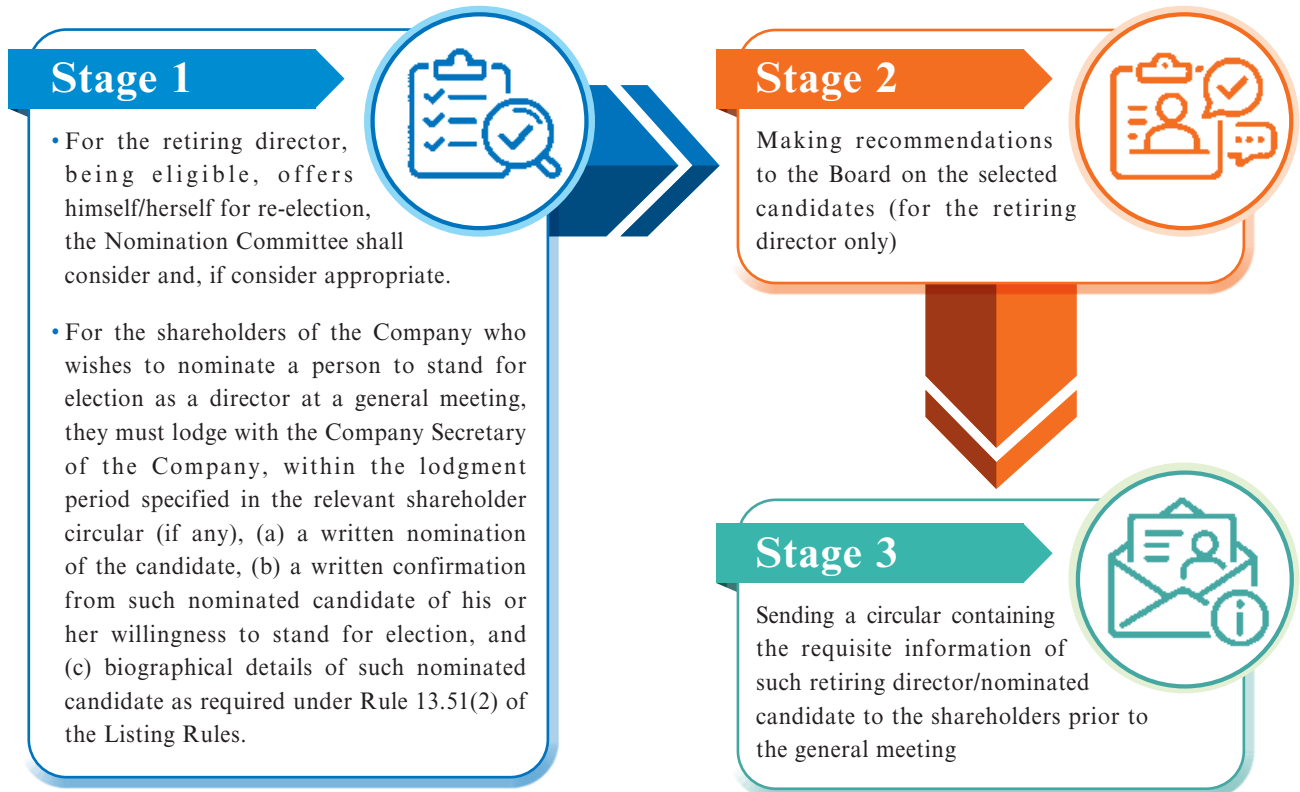 Stage 1
• For the retiring director,
being eligible, offers
himself/herself for re-election,
the Nomination Committee shall
consider and, if consider appropriate.
• For the shareholders of the Company who
wishes to nominate a person to stand for
election as a director at a general meeting,
they must lodge with the Company Secretary
of the Company, within the lodgment
period specified in the relevant shareholder
circular (if any), (a) a written nomination
of the candidate, (b) a written confirmation
from such nominated candidate of his or
her willingness to stand for election, and
(c) biographical details of such nominated
candidate as required under Rule 13.51(2) of
the Listing Rules.
Stage 2
Making recommendations
to the Board on the selected
candidates (for the retiring
director only)
Stage 3
Sending a circular containing
the requisite information of
such retiring director/nominated
candidate to the shareholders prior to
the general meeting